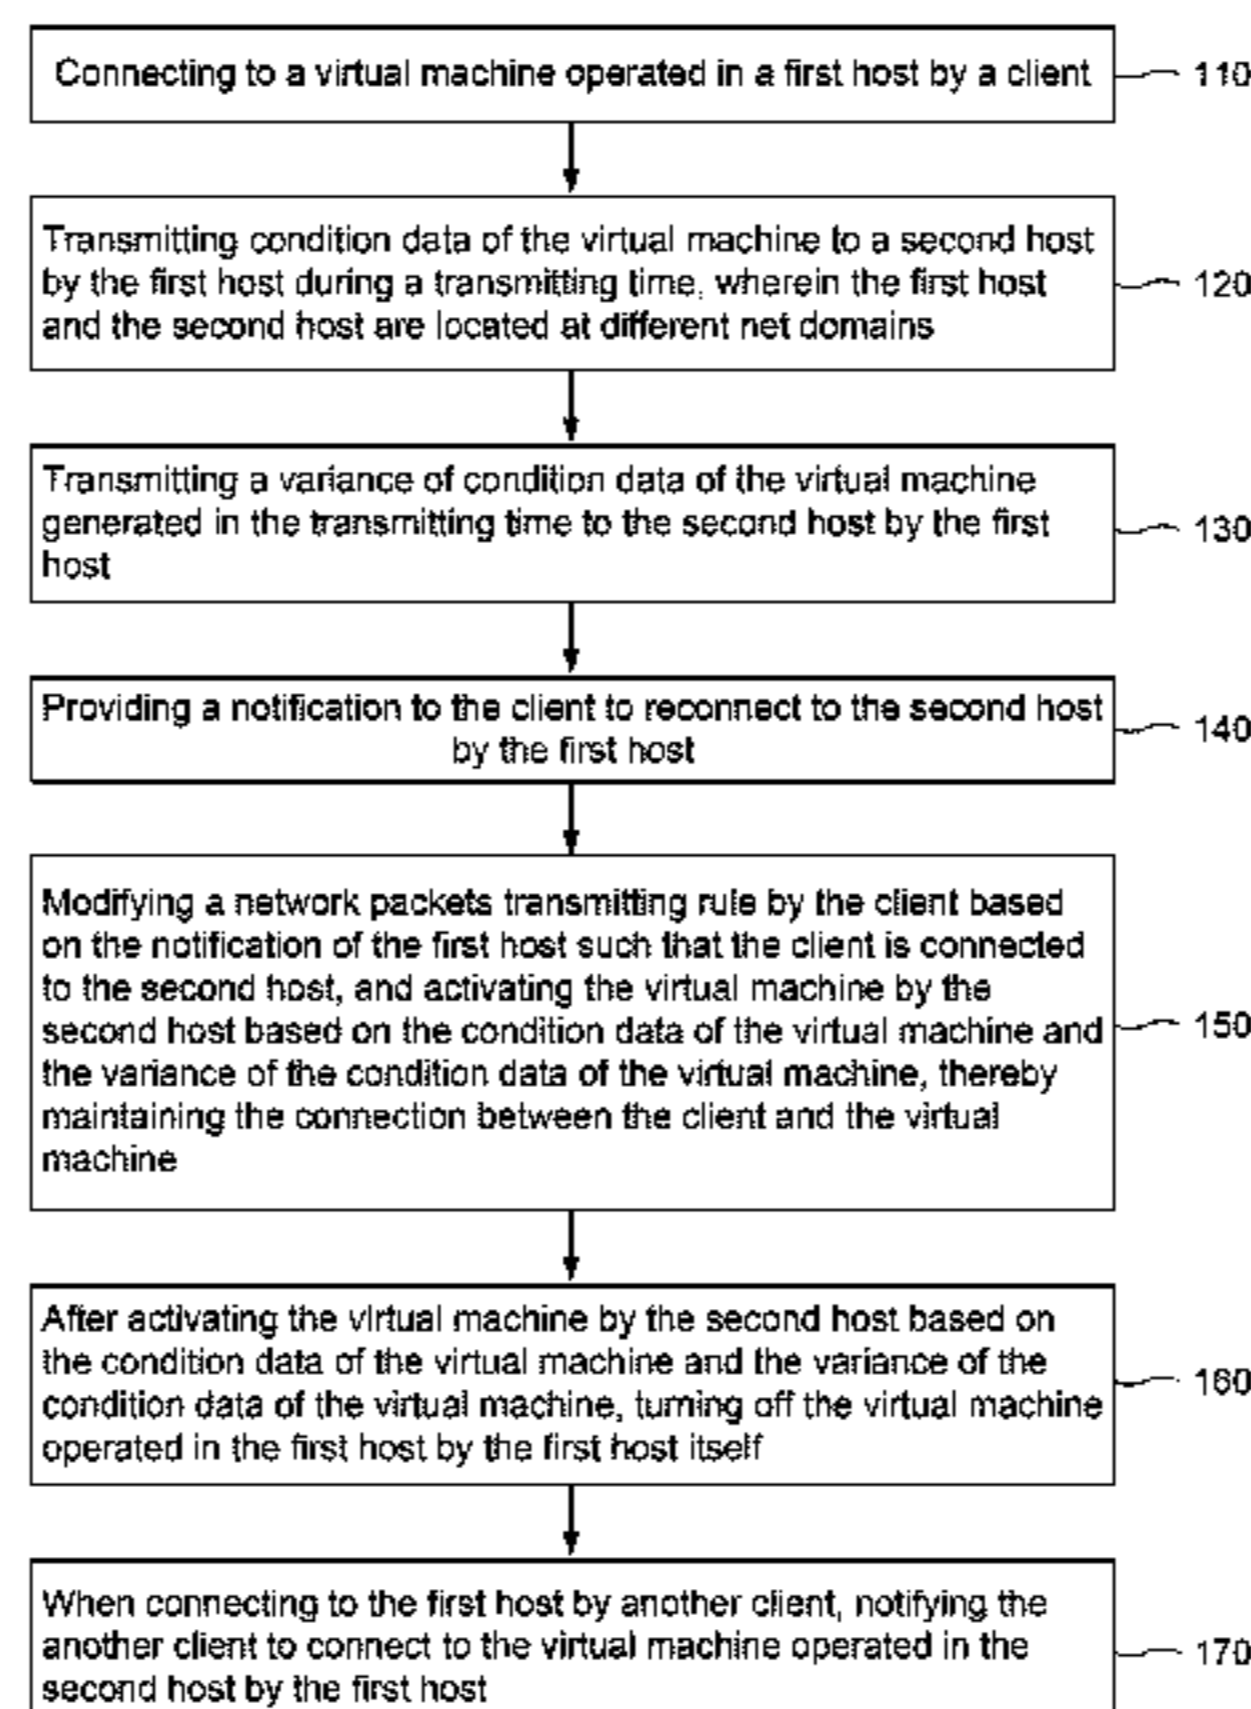 Connecting to a virtual machine operated in a first host by a client
110
Transmitting condition data of the virtual machine to a second host
by the first host during a transmitting time, wherein the first host
and the second host are located at different net domains
120
Transmitting a variance of condition data of the virtual machine
generated in the transmitting time to the second host by the first
host
130
Providing a notification to the client to reconnect to the second host
by the first host
140
Modifying a network packets transmitting rule by the client based
on the notification of the first host such that the client is connected
to the second host, and activating the virtual machine by the
second host based on the condition data of the virtual machine and
the variance of the condition data of the virtual machine, thereby
maintaining the connection between the client and the virtual
machine
150
After activating the virtual machine by the second host based on
the condition data of the virtual machine and the variance of the
condition data of the virtual machine, turning off the virtual machine
operated in the first host by the first host itself
160
When connecting to the first host by another client, notifying the
another client to connect to the virtual machine operated in the
second host by the first host
170